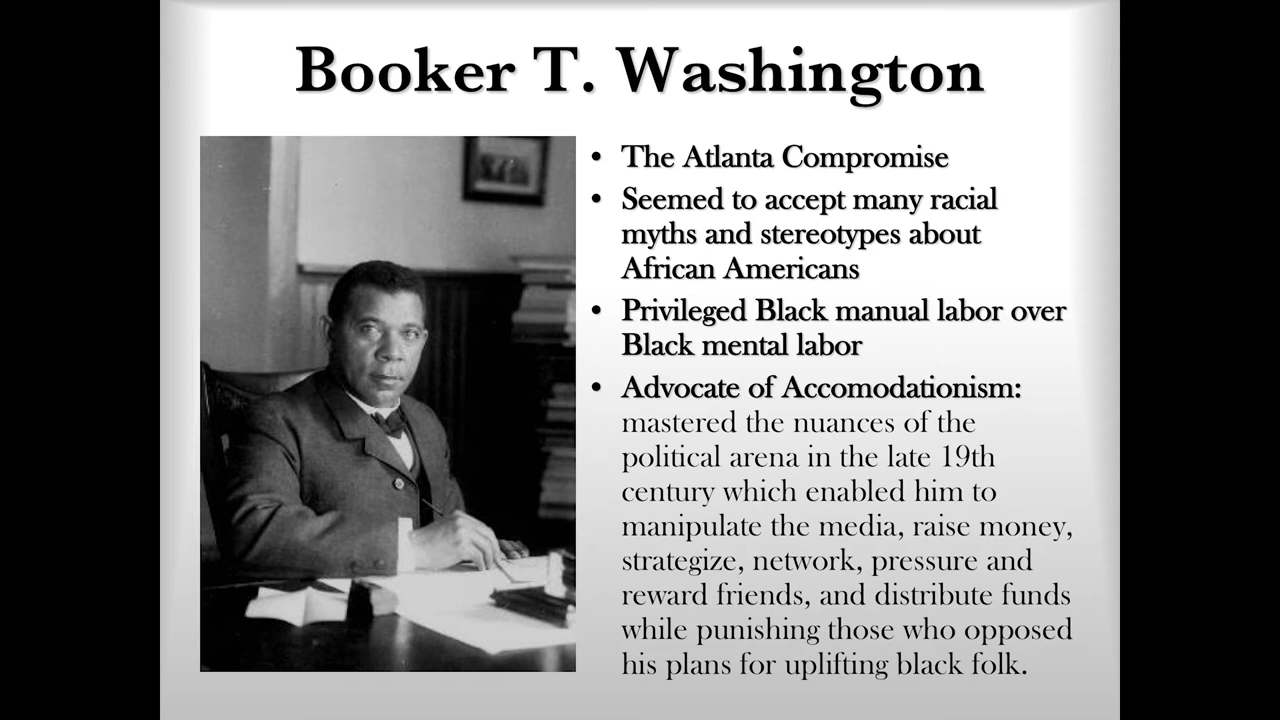 Booker T. Washington
• The Atlanta Compromise
• Seemed to accept many racial
myths and stereotypes about
African Americans
• Privileged Black manual labor over
Black mental labor
• Advocate of Accomodationism:
mastered the nuances of the
political arena in the late 19th
century which enabled him to
manipulate the media, raise money,
strategize, network, pressure and
reward friends, and distribute funds
while punishing those who opposed
his plans for uplifting black folk.